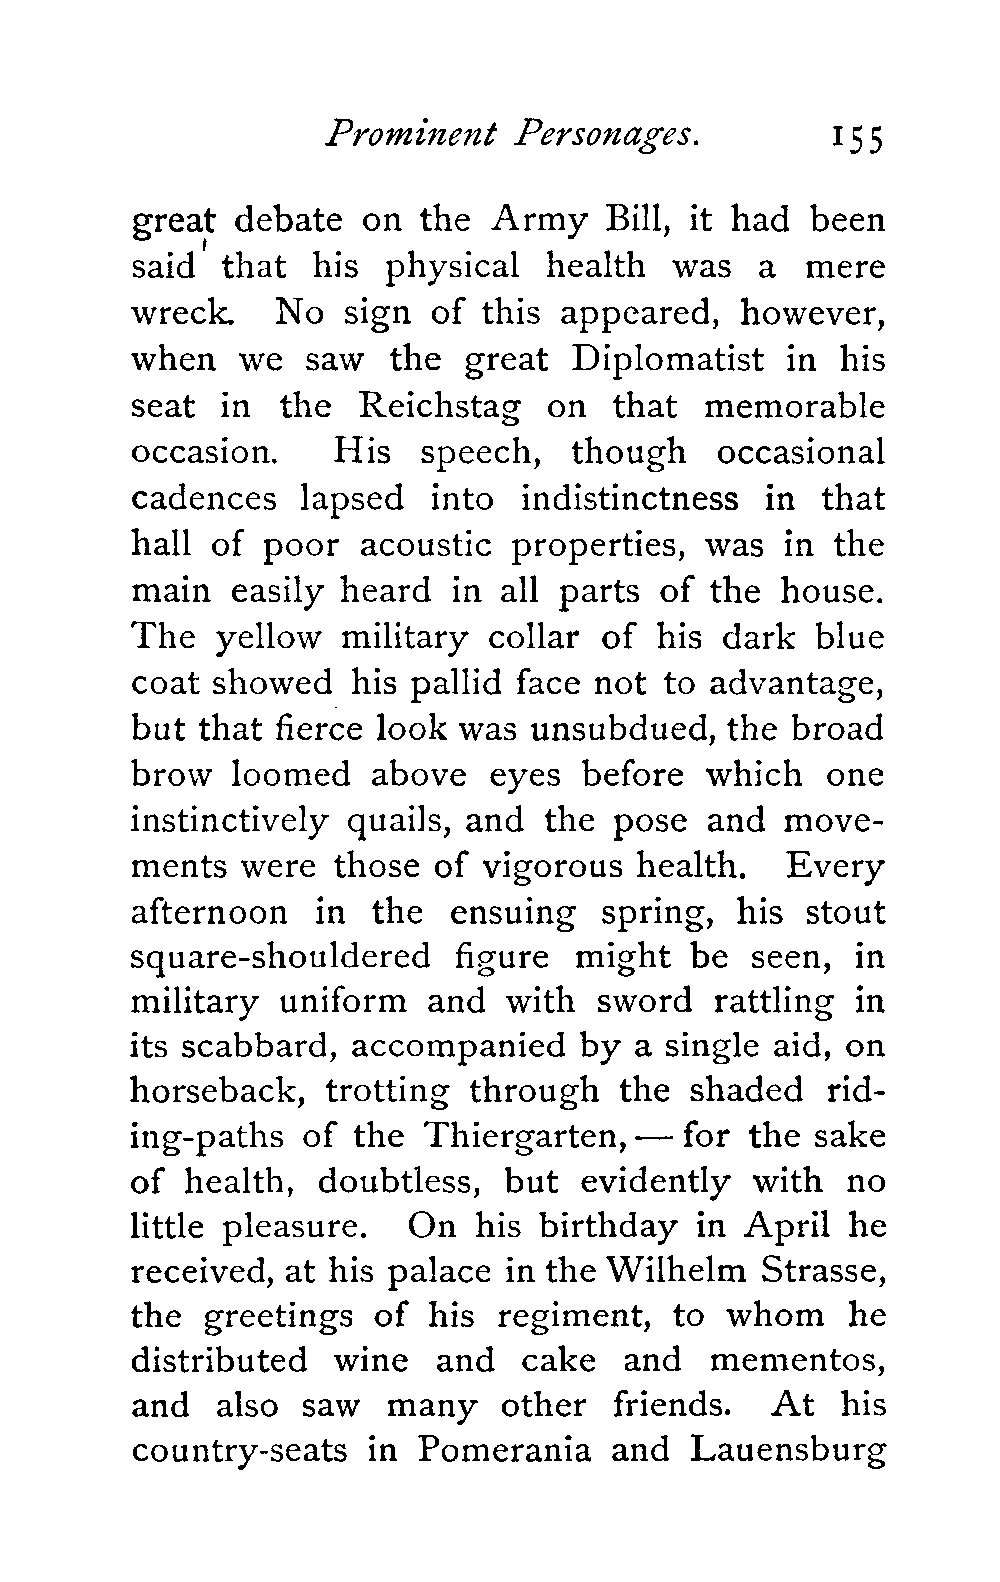 Prominent Personages. 155
great debate on the Army Bill, it had been
said that his physical health was a mere
wreck. No sign of this appeared, however,
when we saw the great Diplomatist in his
seat in the Reichstag on that memorable
occasion. His speech, though occasional
cadences lapsed into indistinctness in that
hall of poor acoustic properties, was in the
main easily heard in all parts of the house.
The yellow military collar of his dark blue
coat showed his pallid face not to advantage,
but that fierce look was unsubdued, the broad
brow loomed above eyes before which one
instinctively quails, and the pose and move-
ments were those of vigorous health. Every
afternoon in the ensuing spring, his stout
square-shouldered figure might be seen, in
military uniform and with sword rattling in
its scabbard, accompanied by a single aid, on
horseback, trotting through the shaded rid-
ing-paths of the Thiergarten, — for the sake
of health, doubtless, but evidently with no
little pleasure. On his birthday in April he
received, at his palace in the Wilhelm Strasse,
the greetings of his regiment, to whom he
distributed wine and cake and mementos,
and also saw many other friends. At his
country-seats in Pomerania and Lauensburg